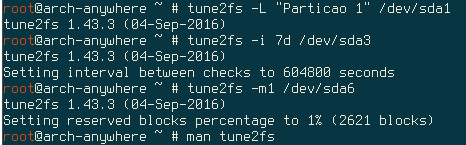 root@arch-anywhere ~ # tune2fs -L "Particao 1" /dev/sda1
tune2fs 1.43.3 (04-Sep-2016)
root@arch-anywhere ~ # tune2fs -i 7d /dev/sda3
tune2fs 1.43.3 (04-Sep-2016)
Setting interval between checks to 604800 seconds
root@arch-anywhere ~ # tune2fs -m1 /dev/sda6
tune2fs 1.43.3 (04-Sep-2016)
Setting reserved blocks percentage to 1% (2621 blocks)
root@arch-anywhere ~ # man tune2fs